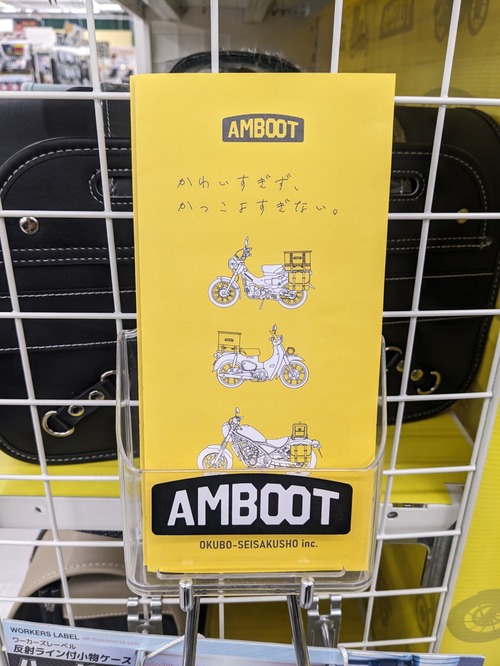 AMBOOT
かわいすぎず、
かっこよすぎない。
AMBOOT
OKUBO-SEISAKUSHO inc.
WORKERS LABEL
ワーカーズレーベル
反射ライン付小物ケース